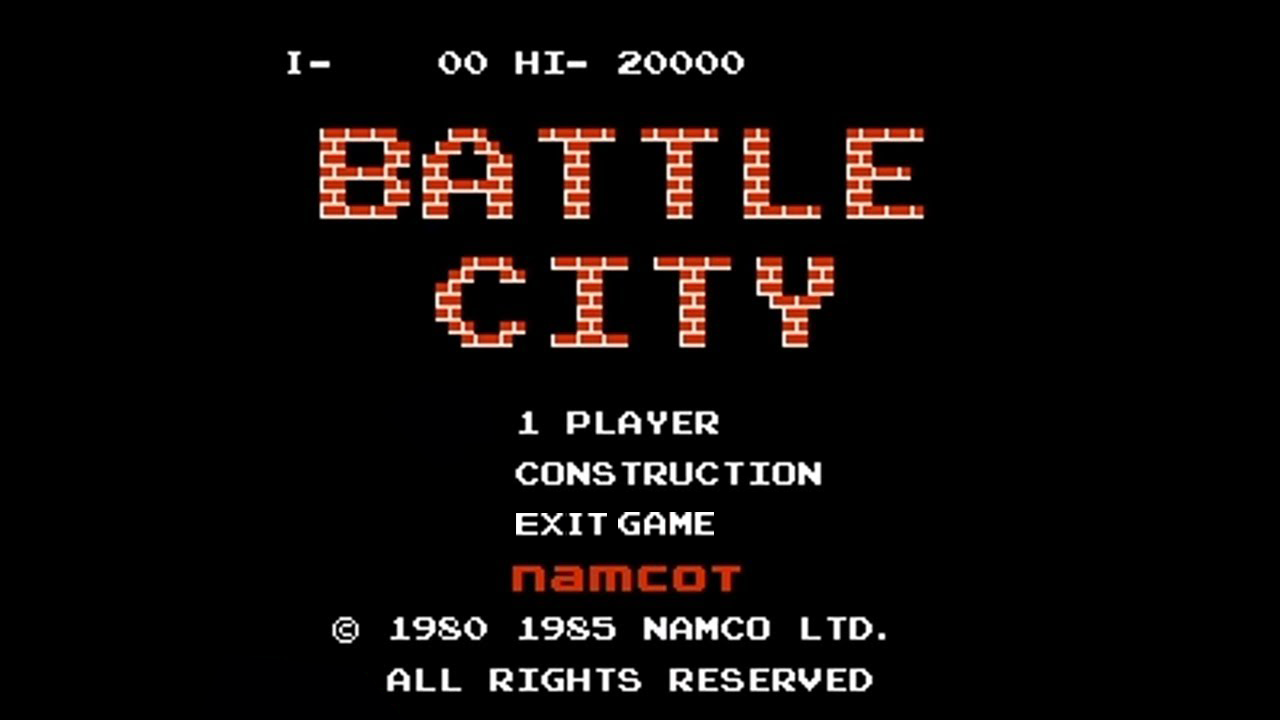 I- 00 HI- 20000
BATTLE
CITY
1 PLAYER
CONSTRUCTION
EXIT GAME
namcot
© 1980 1985 NAMCO LTD.
ALL RIGHTS RESERVED